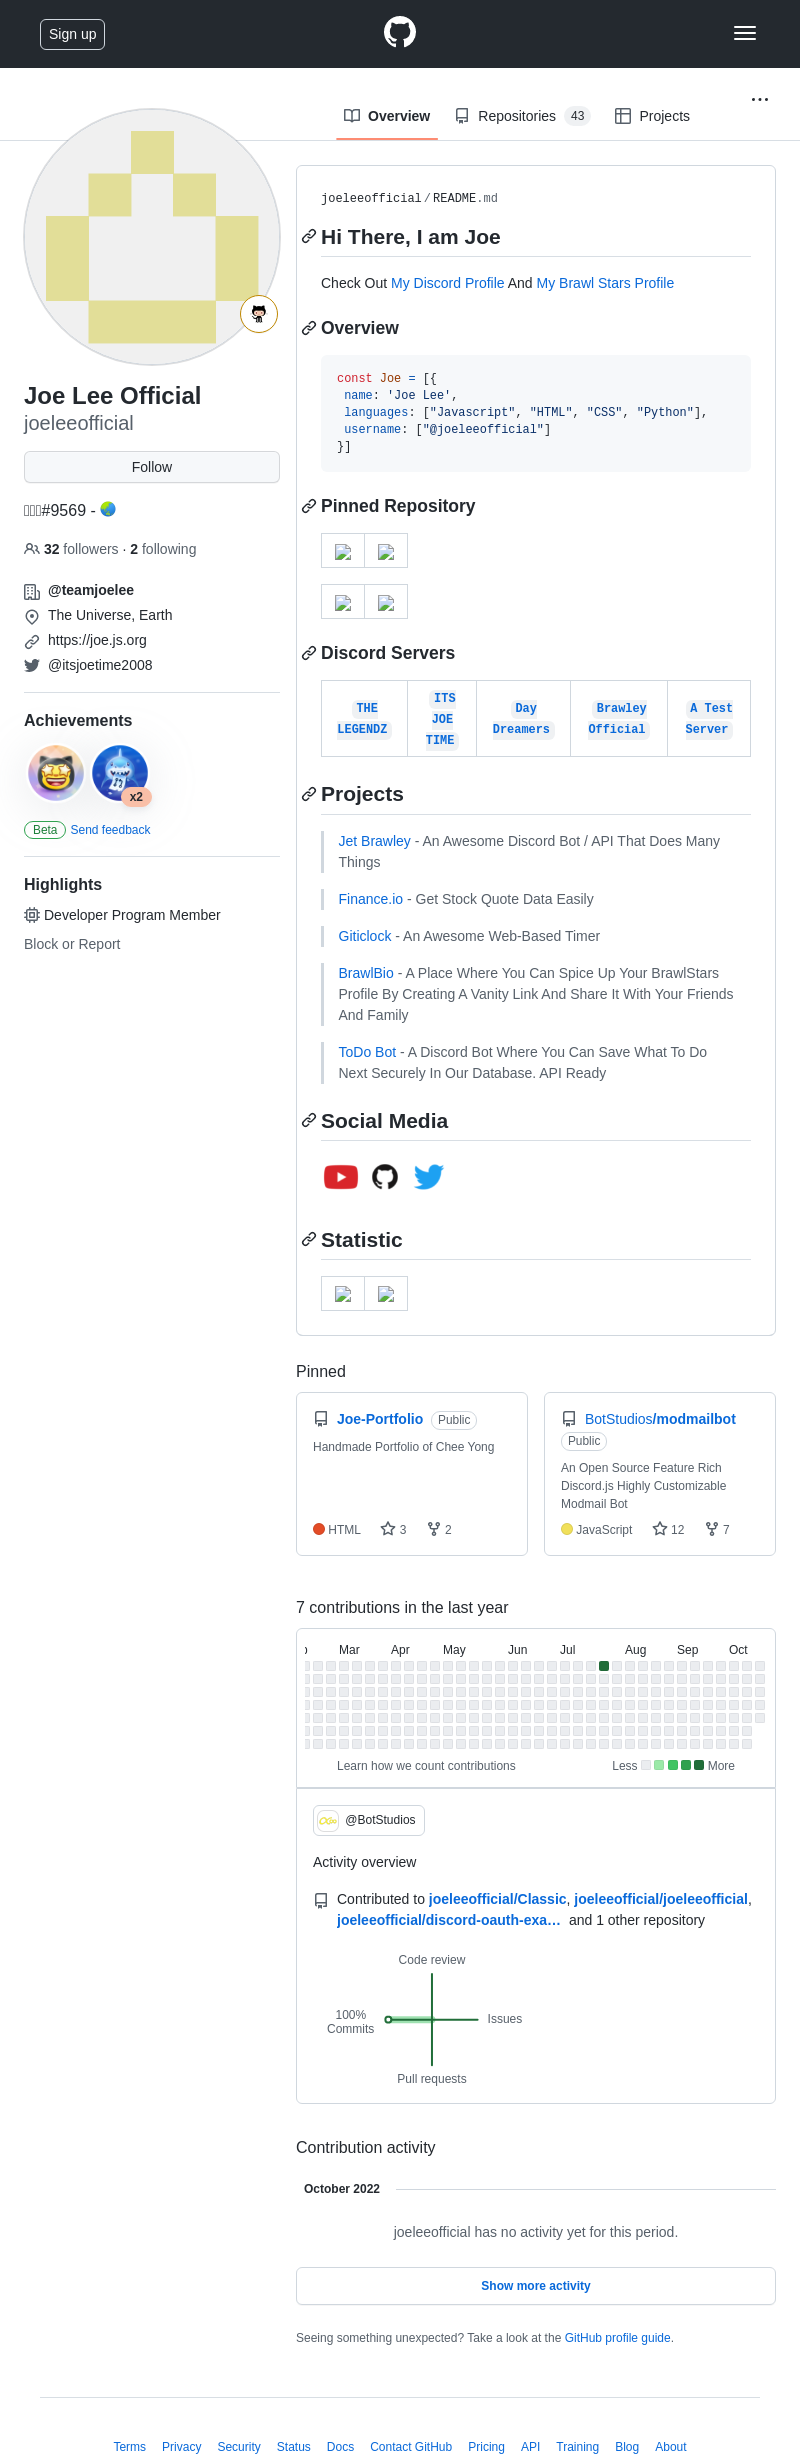 Sign up
Overview
Repositories 43
Projects
Joe Lee Official
joeleeofficial
Follow
#9569 -
32 followers · 2 following
@teamjoelee
The Universe, Earth
https://joe.js.org
@itsjoetime2008
Achievements
x2
Beta Send feedback
Highlights
Developer Program Member
Block or Report
joeleeofficial/README.md
Hi There, I am Joe
Check Out My Discord Profile And My Brawl Stars Profile
Overview
const Joe = [{
name: 'Joe Lee',
languages: ["Javascript", "HTML", "CSS", "Python"],
username: ["@joeleeofficial"]
}]
Pinned Repository
Discord Servers
THE LEGENDZ
ITS JOE TIME
Day Dreamers
Brawley Official
A Test Server
Projects
Jet Brawley - An Awesome Discord Bot / API That Does Many
Things
Finance.io - Get Stock Quote Data Easily
Giticlock - An Awesome Web-Based Timer
BrawlBio - A Place Where You Can Spice Up Your BrawlStars
Profile By Creating A Vanity Link And Share It With Your Friends
And Family
ToDo Bot - A Discord Bot Where You Can Save What To Do
Next Securely In Our Database. API Ready
Social Media
Statistic
Pinned
Joe-Portfolio Public
Handmade Portfolio of Chee Yong
HTML 3 2
BotStudios/modmailbot
Public
An Open Source Feature Rich
Discord.js Highly Customizable
Modmail Bot
JavaScript 12 7
7 contributions in the last year
Mar Apr May Jun Jul Aug Sep Oct
Learn how we count contributions
Less More
@BotStudios
Activity overview
Contributed to joeleeofficial/Classic, joeleeofficial/joeleeofficial,
joeleeofficial/discord-oauth-exa… and 1 other repository
Code review
100%
Commits
Issues
Pull requests
Contribution activity
October 2022
joeleeofficial has no activity yet for this period.
Show more activity
Seeing something unexpected? Take a look at the GitHub profile guide.
Terms Privacy Security Status Docs Contact GitHub Pricing API Training Blog About